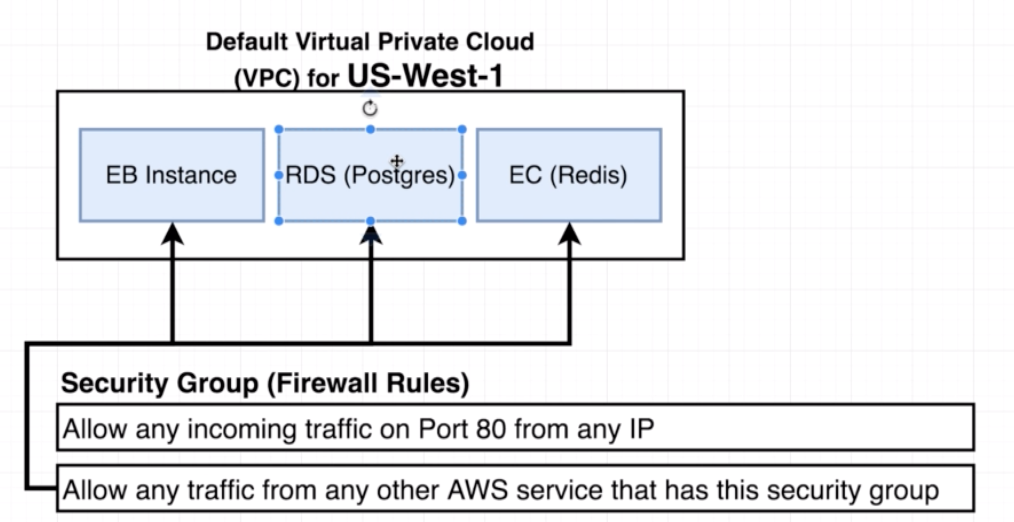 Default Virtual Private Cloud
(VPC) for US-West-1
EB Instance
RDS (Postgres)
EC (Redis)
Security Group (Firewall Rules)
Allow any incoming traffic on Port 80 from any IP
Allow any traffic from any other AWS service that has this security group